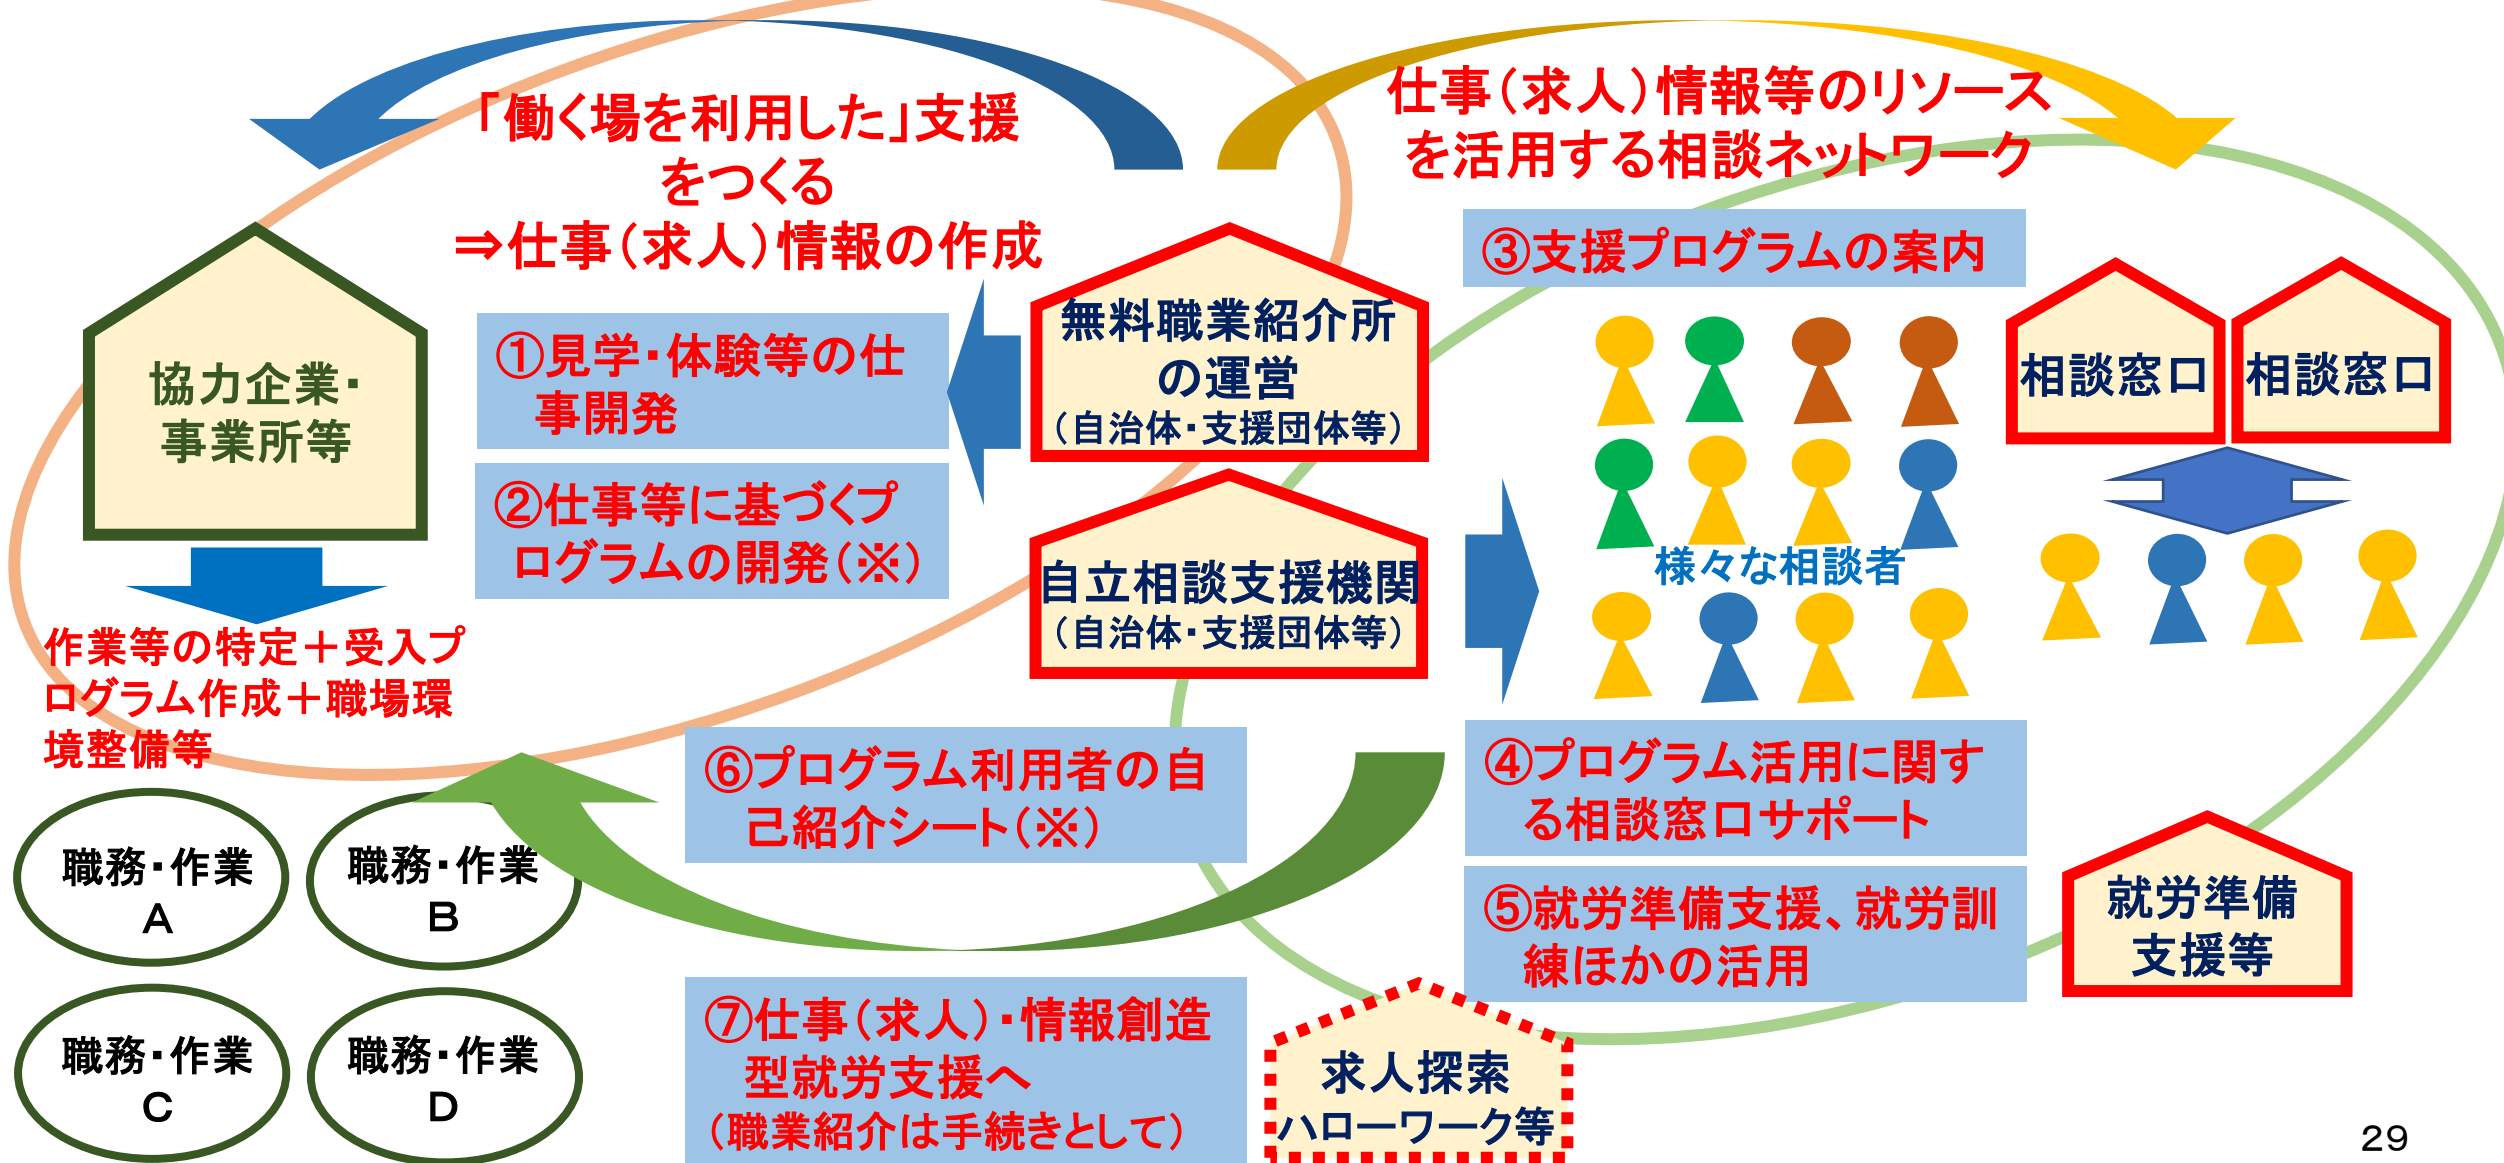 「働く場を利用した」支援
をつくる
⇒仕事(求人)情報の作成
仕事(求人)情報等のリソース
を活用する相談ネットワーク
協力企業・
事業所等
①見学・体験等の仕
事開発
②仕事等に基づくプ
ログラムの開発(※)
無料職業紹介所
の運営
(自治体・支援団体等)
自立相談支援機関
(自治体・支援団体等)
③支援プログラムの案内
相談窓口
相談窓口
様々な相談者
作業等の特定+受入プ
ログラム作成+職場環
境整備等
職務・作業
A
職務・作業
B
職務・作業
C
職務・作業
D
⑥プログラム利用者の自
己紹介シート(※)
⑦仕事(求人)・情報創造
型就労支援へ
(職業紹介は手続きとして)
④プログラム活用に関す
る相談窓口サポート
⑤就労準備支援、就労訓
練ほかの活用
就労準備
支援等
求人探索
ハローワーク等
29